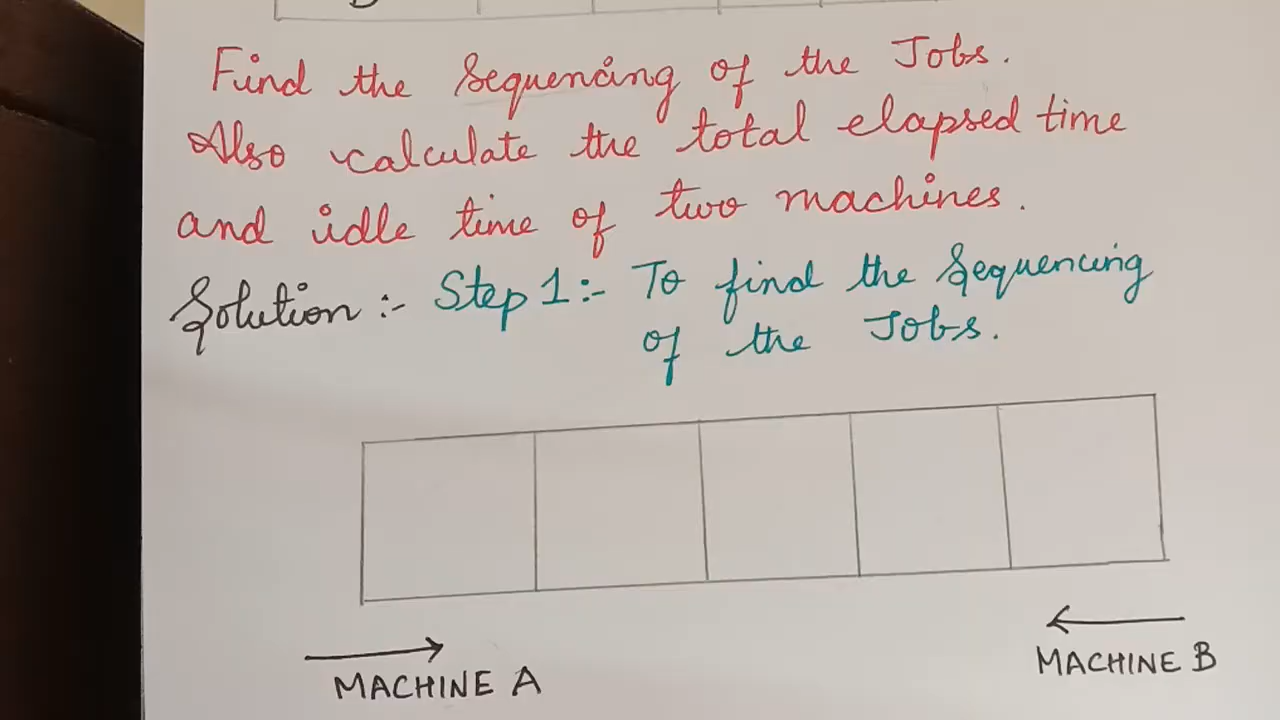 Find the Sequencing of the Jobs.
Also calculate the total elapsed time
and idle time of two machines.
Solution :- Step 1:- To find the Sequencing
of the Jobs.
MACHINE A
MACHINE B